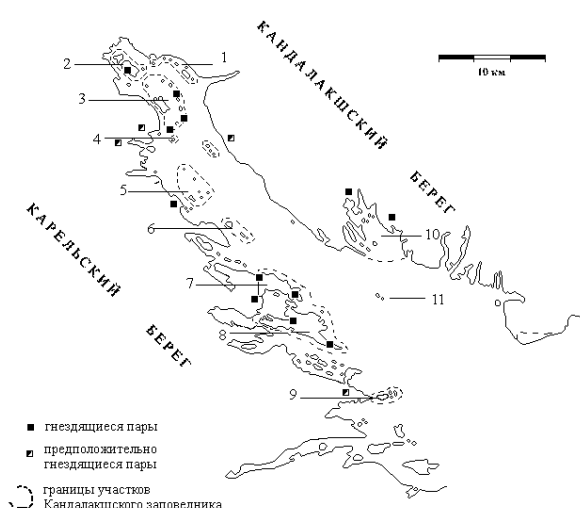 КАНДАЛАКШСКИЙ
БЕРЕГ
10 км
1
2
3
4
5
6
7
8
9
10
11
КАРЕЛЬСКИЙ
БЕРЕГ
гнездящиеся пары
предположительно
гнездящиеся пары
границы участков
Кандалакшского заповедника